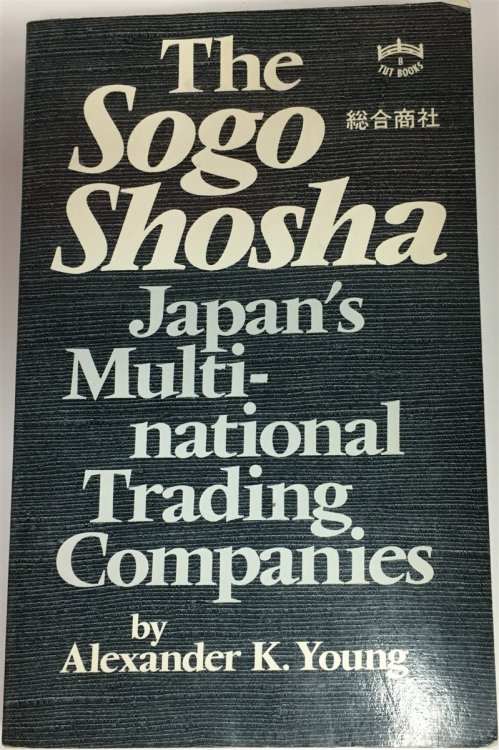 The
Sogo
Shosha
総合商社
B
TUT BOOKS
Japan's
Multi-
national
Trading
Companies
by
Alexander K. Young